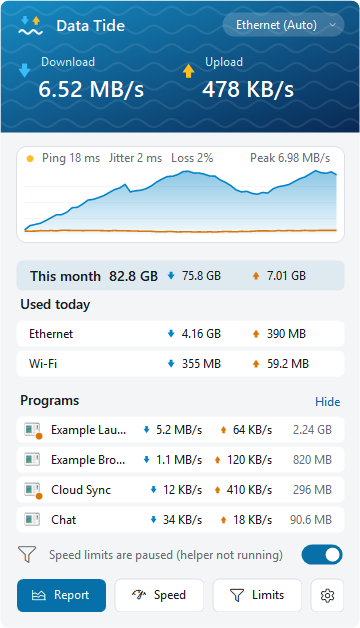 Data Tide
Ethernet (Auto)
Download
Upload
6.52 MB/s
478 KB/s
Ping 18 ms Jitter 2 ms Loss 2% Peak 6.98 MB/s
This month 82.8 GB 75.8 GB 7.01 GB
Used today
Ethernet 4.16 GB 390 MB
Wi-Fi 355 MB 59.2 MB
Programs Hide
Example Lau... 5.2 MB/s 64 KB/s 2.24 GB
Example Bro... 1.1 MB/s 120 KB/s 820 MB
Cloud Sync 12 KB/s 410 KB/s 296 MB
Chat 34 KB/s 18 KB/s 90.6 MB
Speed limits are paused (helper not running)
Report Speed Limits